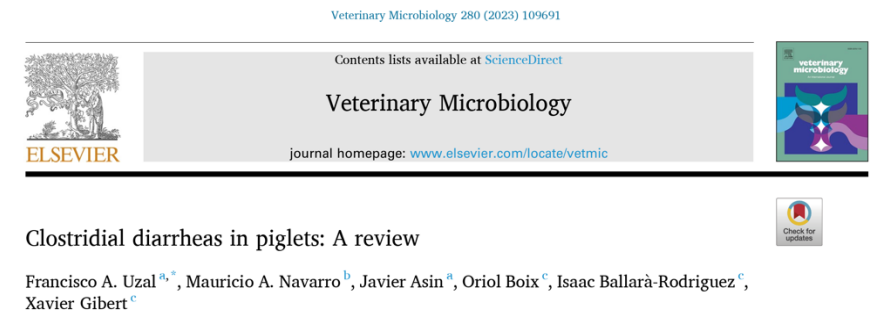 Veterinary Microbiology 280 (2023) 109691
Contents lists available at ScienceDirect
Veterinary Microbiology
journal homepage: www.elsevier.com/locate/vetmic
ELSEVIER
veterinary
microbiology
Check for
updates
Clostridial diarrheas in piglets: A review
Francisco A. Uzal a,*, Mauricio A. Navarro b, Javier Asin a, Oriol Boix c, Isaac Ballarà-Rodriguez c,
Xavier Gibert c